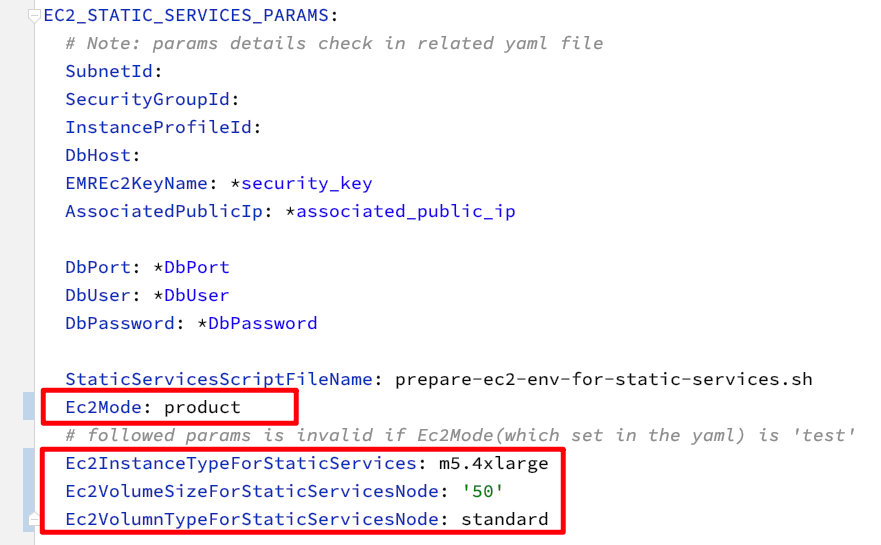 EC2_STATIC_SERVICES_PARAMS:
# Note: params details check in related yaml file
SubnetId:
SecurityGroupId:
InstanceProfileId:
DbHost:
EMREc2KeyName: *security_key
AssociatedPublicIp: *associated_public_ip
DbPort: *DbPort
DbUser: *DbUser
DbPassword: *DbPassword
StaticServicesScriptFileName: prepare-ec2-env-for-static-services.sh
Ec2Mode: product
# followed params is invalid if Ec2Mode(which set in the yaml) is 'test'
Ec2InstanceTypeForStaticServices: m5.4xlarge
Ec2VolumeSizeForStaticServicesNode: '50'
Ec2VolumnTypeForStaticServicesNode: standard